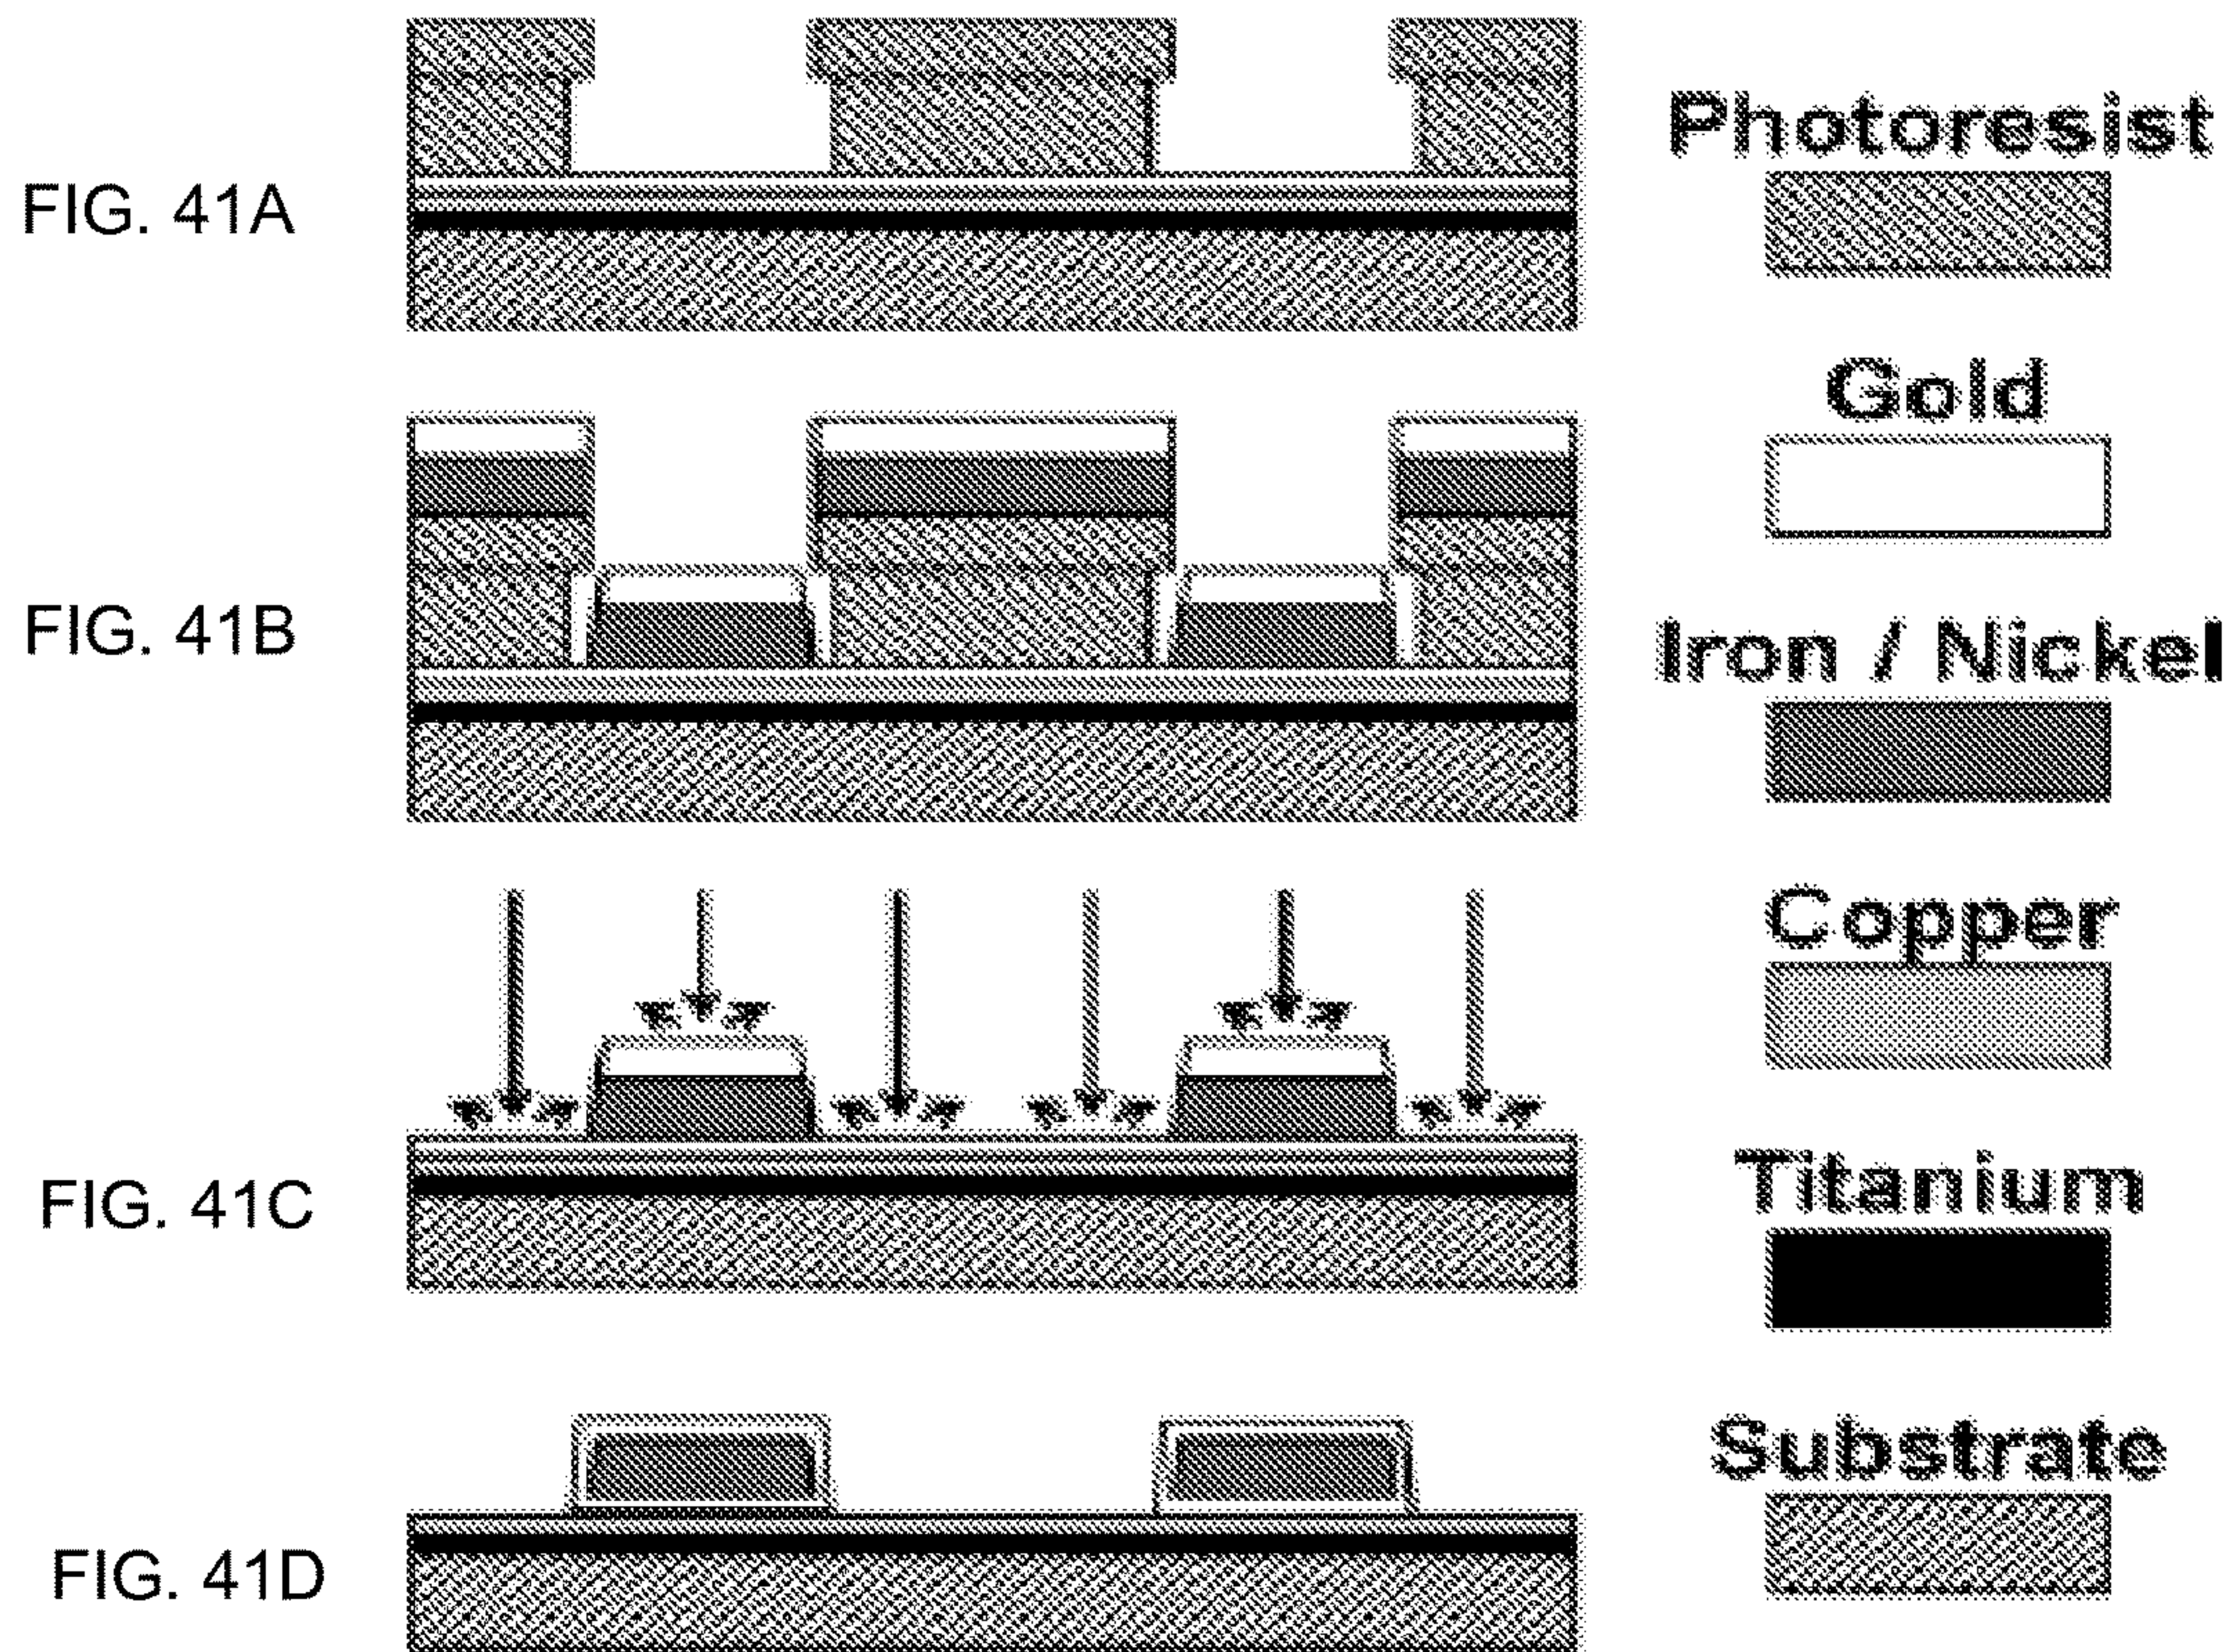 FIG. 41A
FIG. 41B
FIG. 41C
FIG. 41D
Photoresist
Gold
Iron / Nickel
Copper
Titanium
Substrate